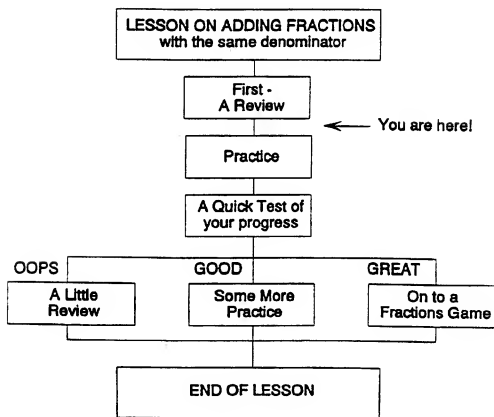 LESSON ON ADDING FRACTIONS
with the same denominator
First -
A Review
You are here!
Practice
A Quick Test of
your progress
OOPS
GOOD
GREAT
A Little
Review
Some More
Practice
On to a
Fractions Game
END OF LESSON